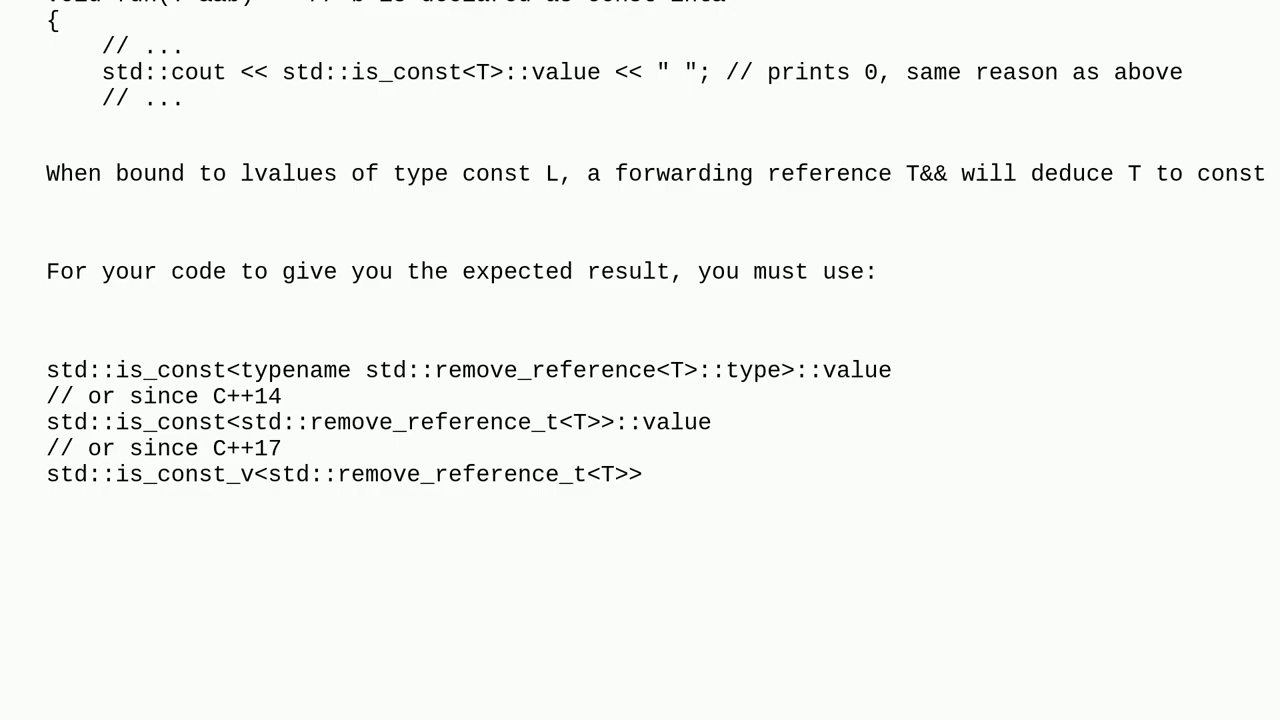 {
    // ...
    std::cout << std::is_const<T>::value << " "; // prints 0, same reason as above
    // ...
When bound to lvalues of type const L, a forwarding reference T&& will deduce T to const
For your code to give you the expected result, you must use:
std::is_const<typename std::remove_reference<T>::type>::value
// or since C++14
std::is_const<std::remove_reference_t<T>>::value
// or since C++17
std::is_const_v<std::remove_reference_t<T>>